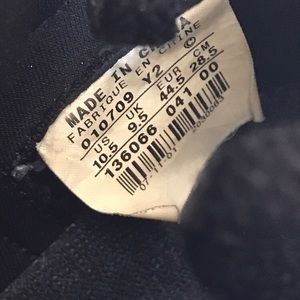 MADE IN CHINA
FABRIQUE EN CHINE
010709 Y2 ©
US UK EUR CM
10.5 9.5 44.5 28.5
136066 041 00